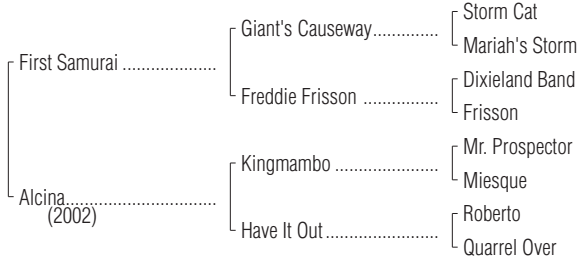 Storm Cat
Giant's Causeway..............
Mariah's Storm
First Samurai .....................
Dixieland Band
Freddie Frisson ................
Frisson
Mr. Prospector
Kingmambo ......................
Miesque
Alcina.................................
(2002)
Roberto
Have It Out........................
Quarrel Over